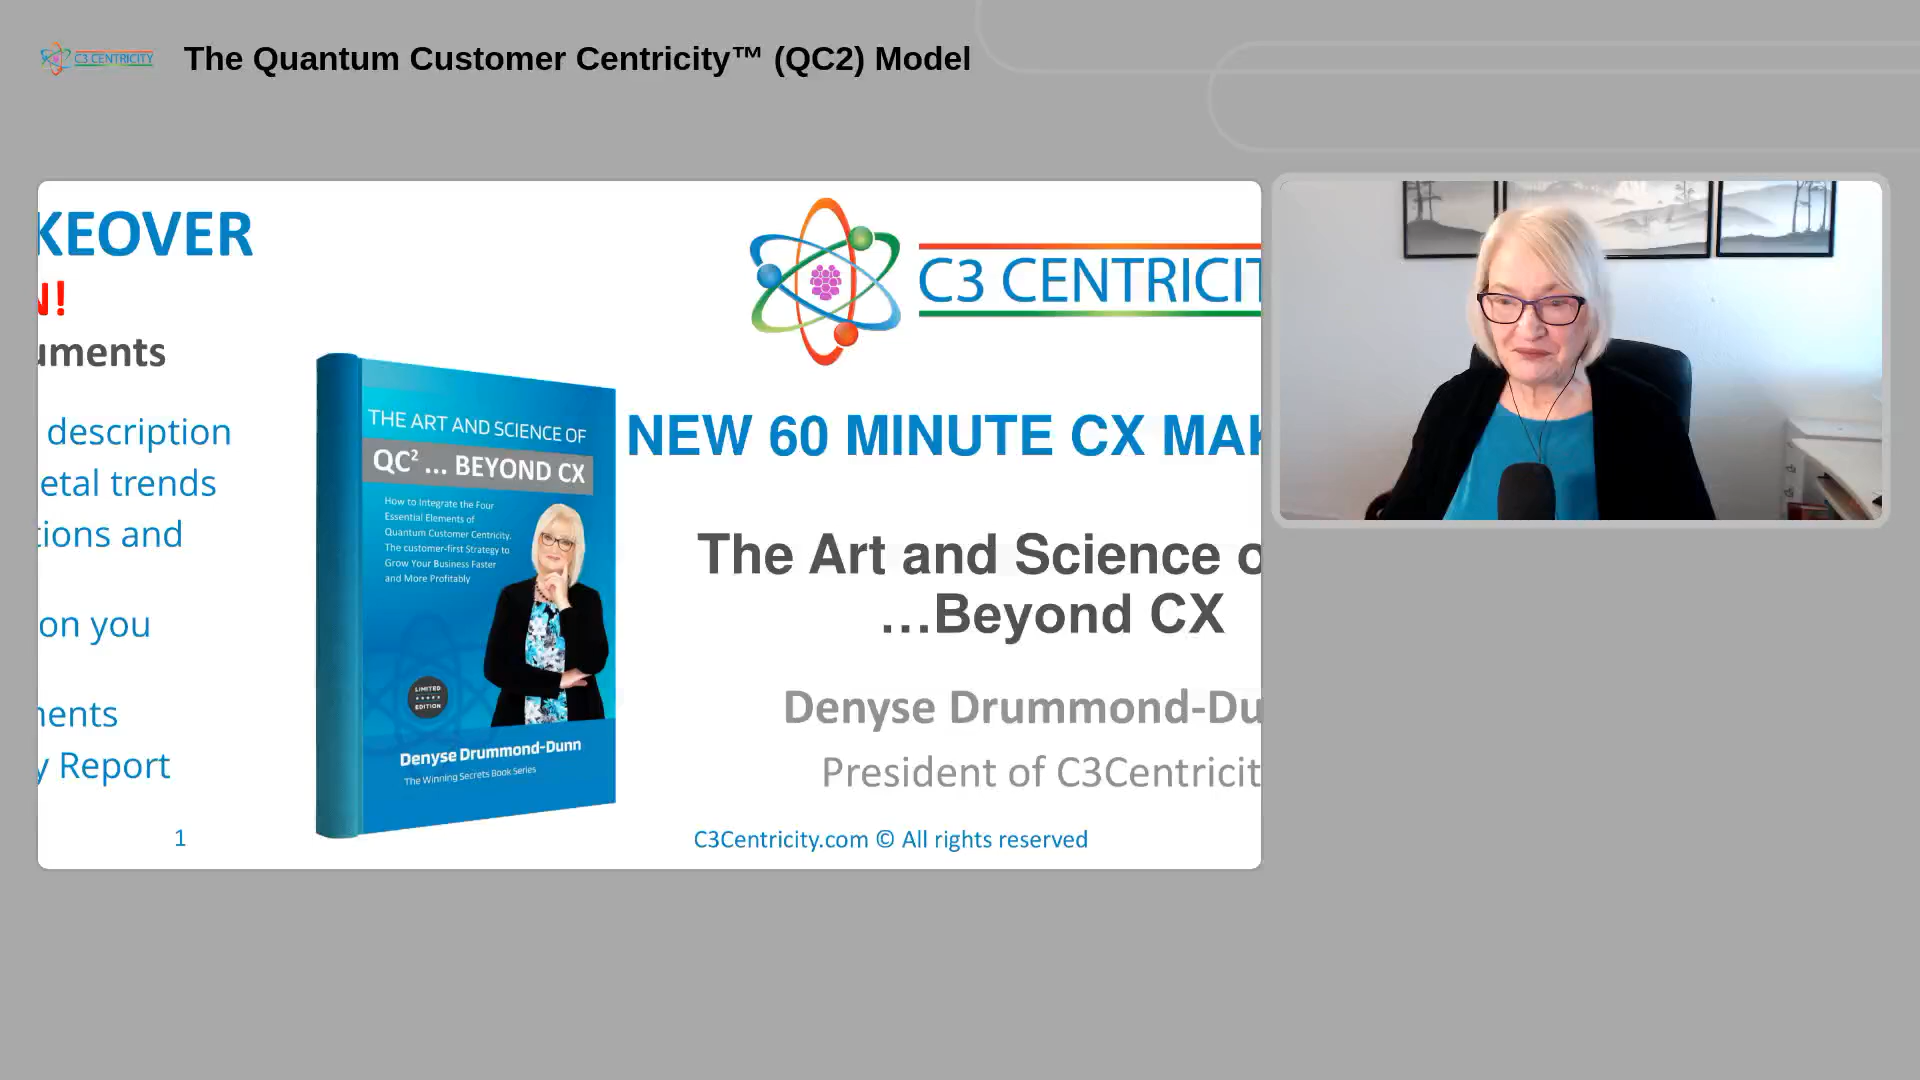 C3 CENTRICITY
The Quantum Customer Centricity™ (QC2) Model
KEOVER
N!
uments
description
etal trends
tions and
on you
ents
y Report
1
THE ART AND SCIENCE OF
QC² ... BEYOND CX
How to Integrate the Four
Essential Elements of
Quantum Customer Centricity.
The customer-first Strategy to
Grow Your Business Faster
and More Profitably
LIMITED
EDITION
Denyse Drummond-Dunn
The Winning Secrets Book Series
C3 CENTRICIT
NEW 60 MINUTE CX MAK
The Art and Science o
...Beyond CX
Denyse Drummond-Du
President of C3Centricit
C3Centricity.com © All rights reserved